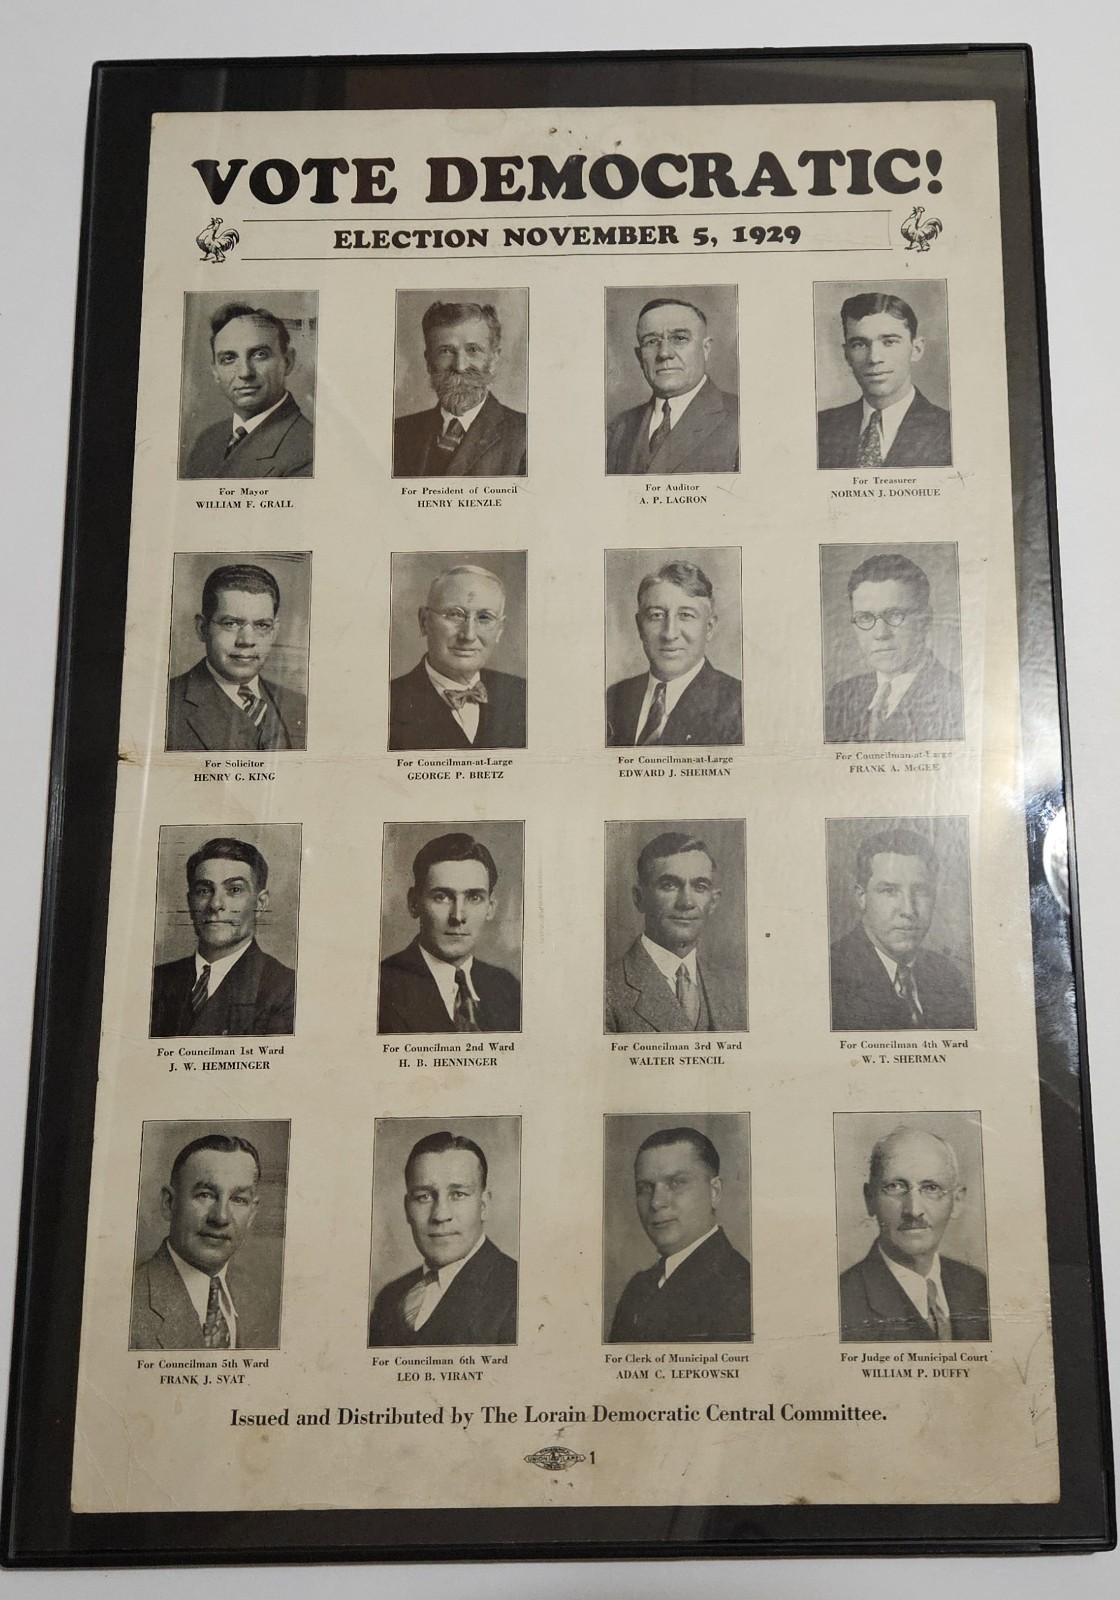 VOTE DEMOCRATIC!
ELECTION NOVEMBER 5, 1929
For Mayor
WILLIAM F. GRALL
For President of Council
HENRY KIENZLE
For Auditor
A. P. LAGRON
For Treasurer
NORMAN J. DONOHUE
For Solicitor
HENRY G. KING
For Councilman-at-Large
GEORGE P. BRETZ
For Councilman-at-Large
EDWARD J. SHERMAN
For Councilman-at-Large
FRANK A. McGEE
For Councilman 1st Ward
J. W. HEMMINGER
For Councilman 2nd Ward
H. B. HENNINGER
For Councilman 3rd Ward
WALTER STENCIL
For Councilman 4th Ward
W. T. SHERMAN
For Councilman 5th Ward
FRANK J. SVAT
For Councilman 6th Ward
LEO B. VIRANT
For Clerk of Municipal Court
ADAM C. LEPKOWSKI
For Judge of Municipal Court
WILLIAM P. DUFFY
Issued and Distributed by The Lorain Democratic Central Committee.
UNION LABEL 1